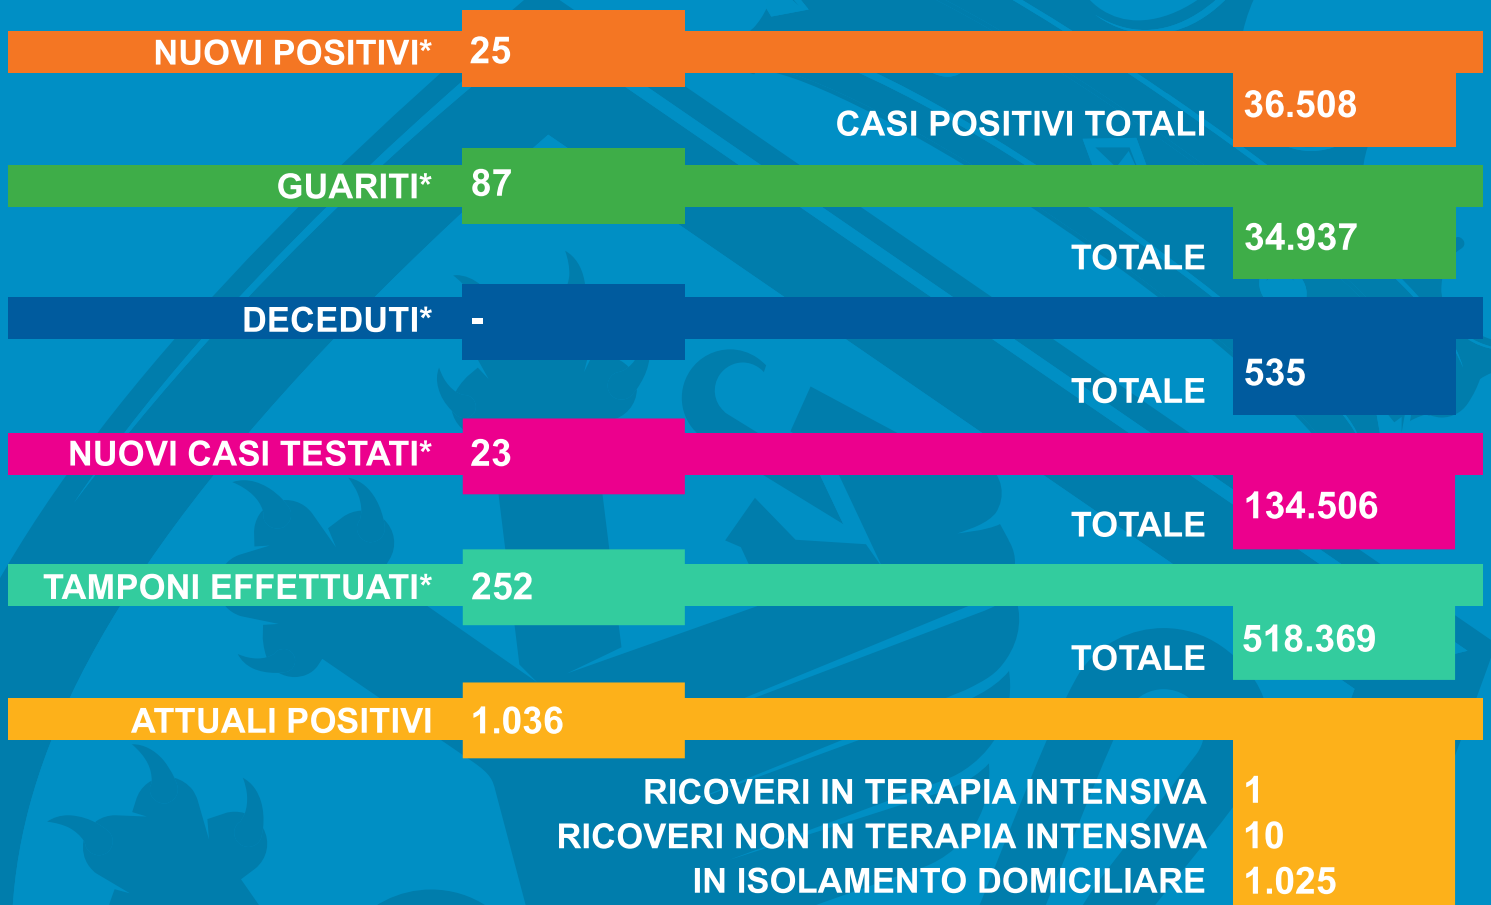 NUOVI POSITIVI* 25
CASI POSITIVI TOTALI 36.508
GUARITI* 87
TOTALE 34.937
DECEDUTI* -
TOTALE 535
NUOVI CASI TESTATI* 23
TOTALE 134.506
TAMPONI EFFETTUATI* 252
TOTALE 518.369
ATTUALI POSITIVI 1.036
RICOVERI IN TERAPIA INTENSIVA 1
RICOVERI NON IN TERAPIA INTENSIVA 10
IN ISOLAMENTO DOMICILIARE 1.025